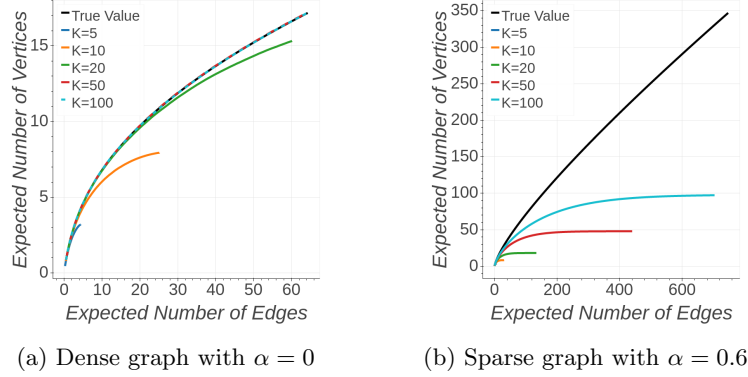 Expected Number of Vertices
15
10
5
0
True Value
K=5
K=10
K=20
K=50
K=100
0 10 20 30 40 50 60
Expected Number of Edges
(a) Dense graph with α = 0
Expected Number of Vertices
350
300
250
200
150
100
50
0
True Value
K=5
K=10
K=20
K=50
K=100
0 200 400 600
Expected Number of Edges
(b) Sparse graph with α = 0.6